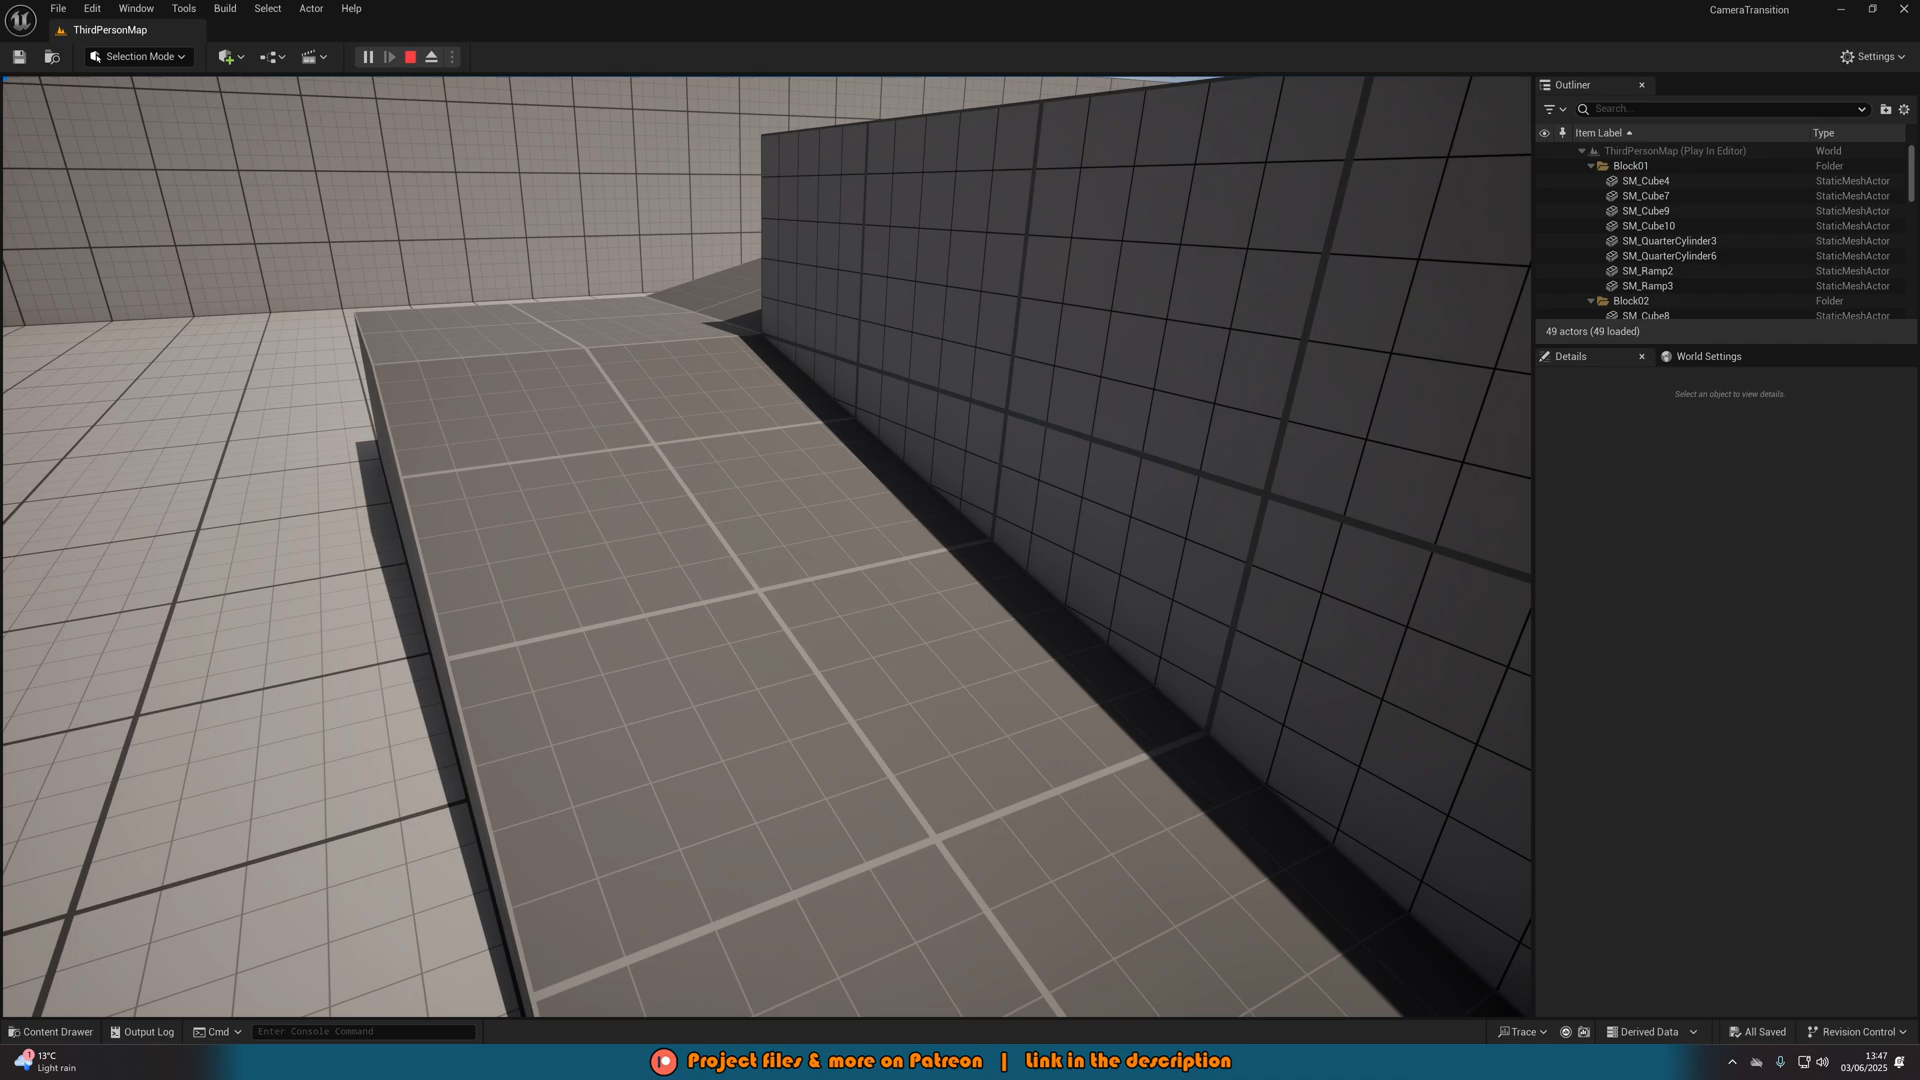 File Edit Window Tools Build Select Actor Help
CameraTransition
ThirdPersonMap
Selection Mode
Settings
Outliner
Search...
Item Label Type
ThirdPersonMap (Play In Editor) World
Block01 Folder
SM_Cube4 StaticMeshActor
SM_Cube7 StaticMeshActor
SM_Cube9 StaticMeshActor
SM_Cube10 StaticMeshActor
SM_QuarterCylinder3 StaticMeshActor
SM_QuarterCylinder6 StaticMeshActor
SM_Ramp2 StaticMeshActor
SM_Ramp3 StaticMeshActor
Block02 Folder
SM_Cube8 StaticMeshActor
49 actors (49 loaded)
Details World Settings
Select an object to view details.
Content Drawer Output Log Cmd Enter Console Command
Trace Derived Data All Saved Revision Control
1
13°C
Light rain
Project files & more on Patreon | Link in the description
13:47
03/06/2025